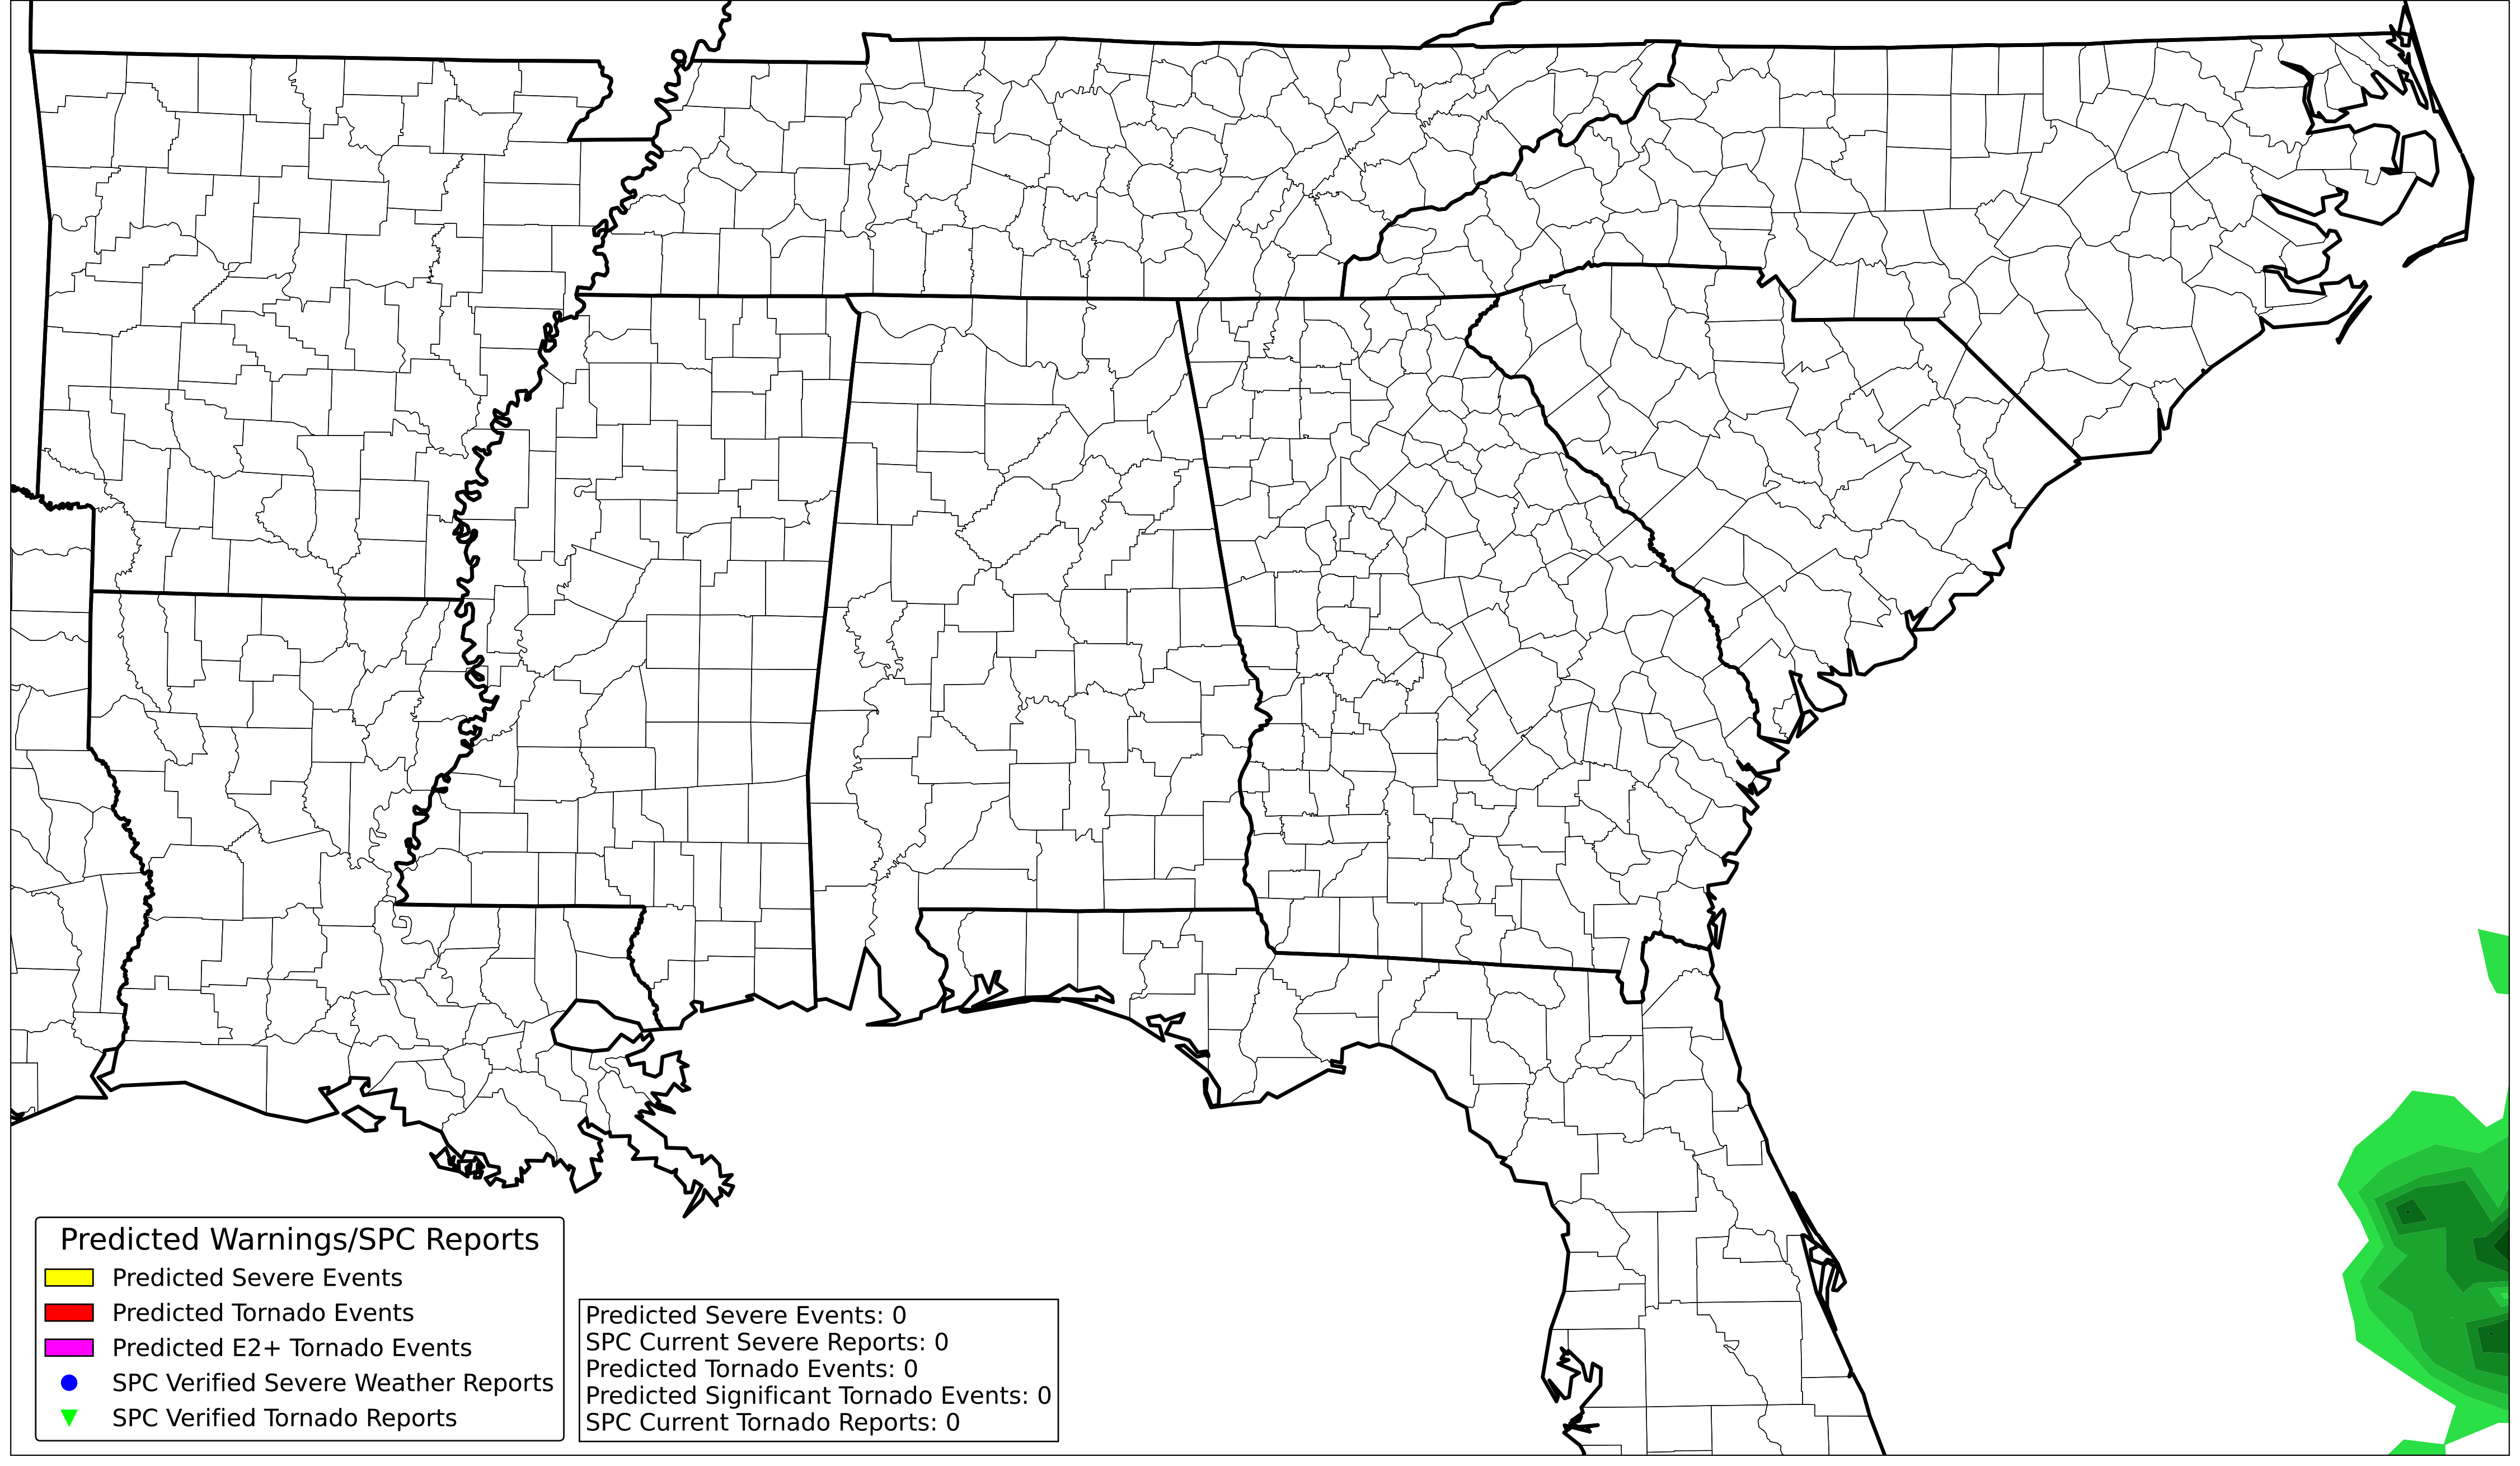 Predicted Warnings/SPC Reports
Predicted Severe Events
Predicted Tornado Events
Predicted E2+ Tornado Events
SPC Verified Severe Weather Reports
SPC Verified Tornado Reports
Predicted Severe Events: 0
SPC Current Severe Reports: 0
Predicted Tornado Events: 0
Predicted Significant Tornado Events: 0
SPC Current Tornado Reports: 0